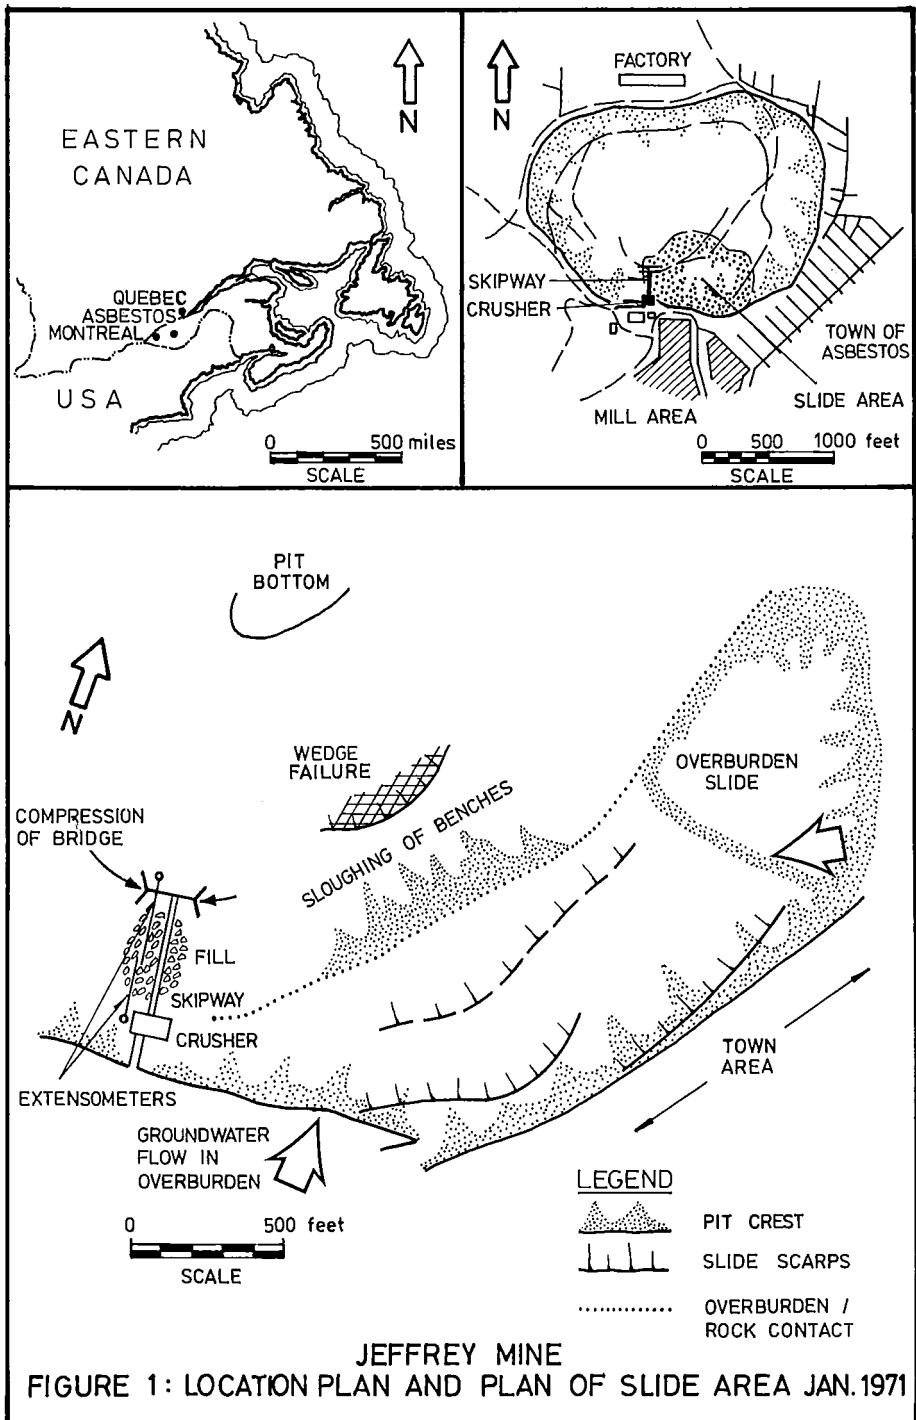 EASTERN
CANADA
N
QUEBEC
ASBESTOS
MONTREAL
USA
0 500 miles
SCALE
N
FACTORY
SKIPWAY
CRUSHER
TOWN OF
ASBESTOS
SLIDE AREA
MILL AREA
0 500 1000 feet
SCALE
PIT
BOTTOM
N
WEDGE
FAILURE
OVERBURDEN
SLIDE
COMPRESSION
OF BRIDGE
SLOUGHING OF BENCHES
FILL
SKIPWAY
CRUSHER
EXTENSOMETERS
TOWN
AREA
GROUNDWATER
FLOW IN
OVERBURDEN
0 500 feet
SCALE
LEGEND
PIT CREST
SLIDE SCARPS
OVERBURDEN /
ROCK CONTACT
JEFFREY MINE
FIGURE 1: LOCATION PLAN AND PLAN OF SLIDE AREA JAN. 1971